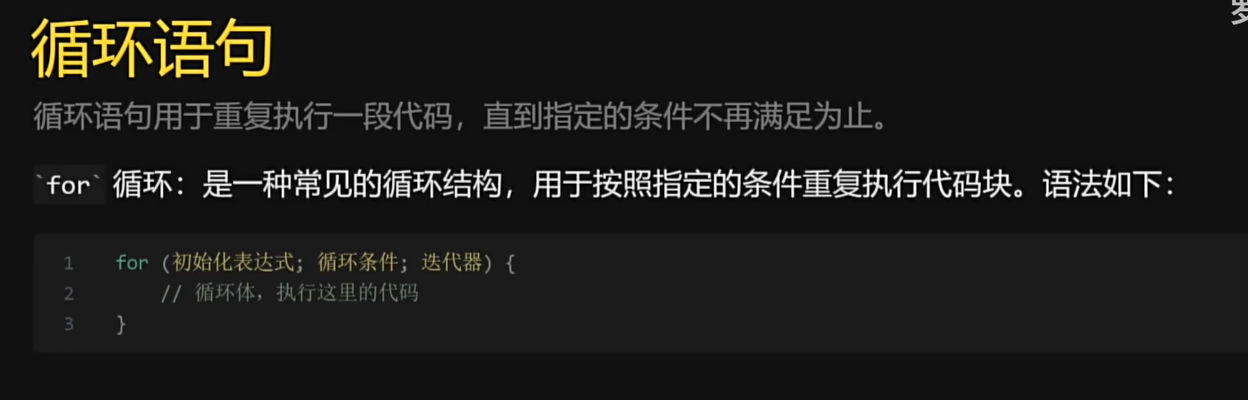 循环语句
循环语句用于重复执行一段代码，直到指定的条件不再满足为止。
`for` 循环：是一种常见的循环结构，用于按照指定的条件重复执行代码块。语法如下：
1 for (初始化表达式; 循环条件; 迭代器) {
2 // 循环体，执行这里的代码
3 }